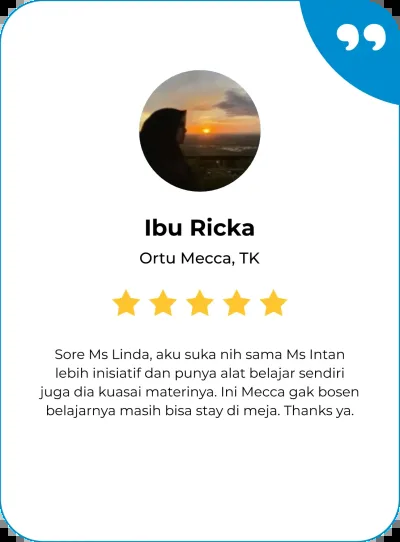 Ibu Ricka
Ortu Mecca, TK
Sore Ms Linda, aku suka nih sama Ms Intan
lebih inisiatif dan punya alat belajar sendiri
juga dia kuasai materinya. Ini Mecca gak bosen
belajarnya masih bisa stay di meja. Thanks ya.